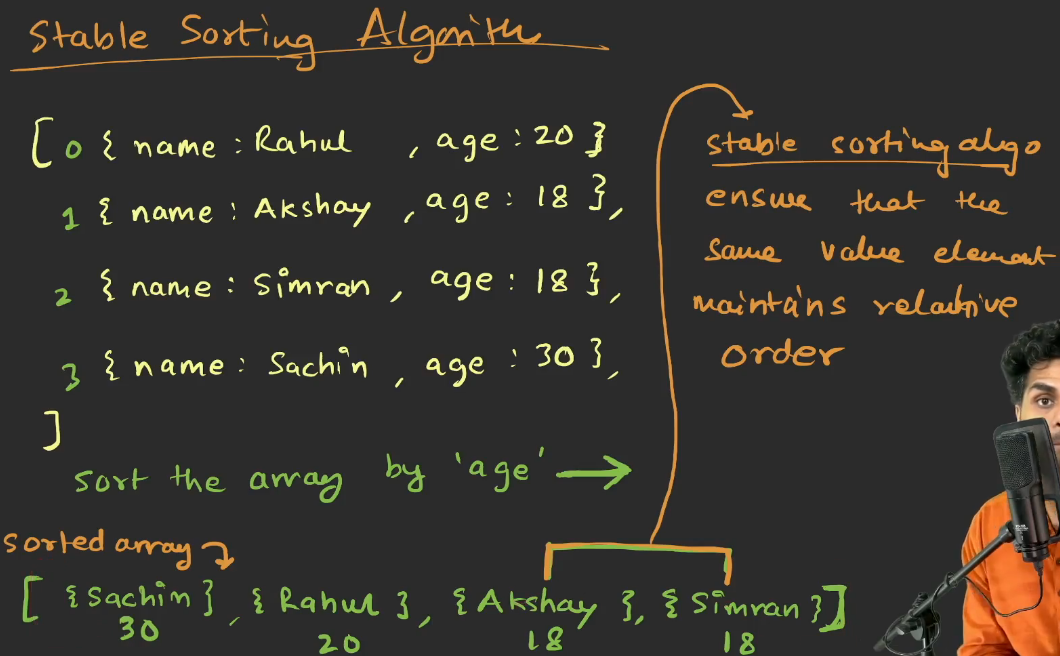 Stable Sorting Algorith
[ 0 { name : Rahul , age : 20 }
1 { name : Akshay , age : 18 },
2 { name : Simran , age : 18 },
3 { name : Sachin , age : 30 },
]
sort the array by 'age' →
stable sorting algo
ensure that the
same value element
maintains relative
order
sorted array
[ {Sachin} , {Rahul }, {Akshay }, {Simran }]
30 20 18 18